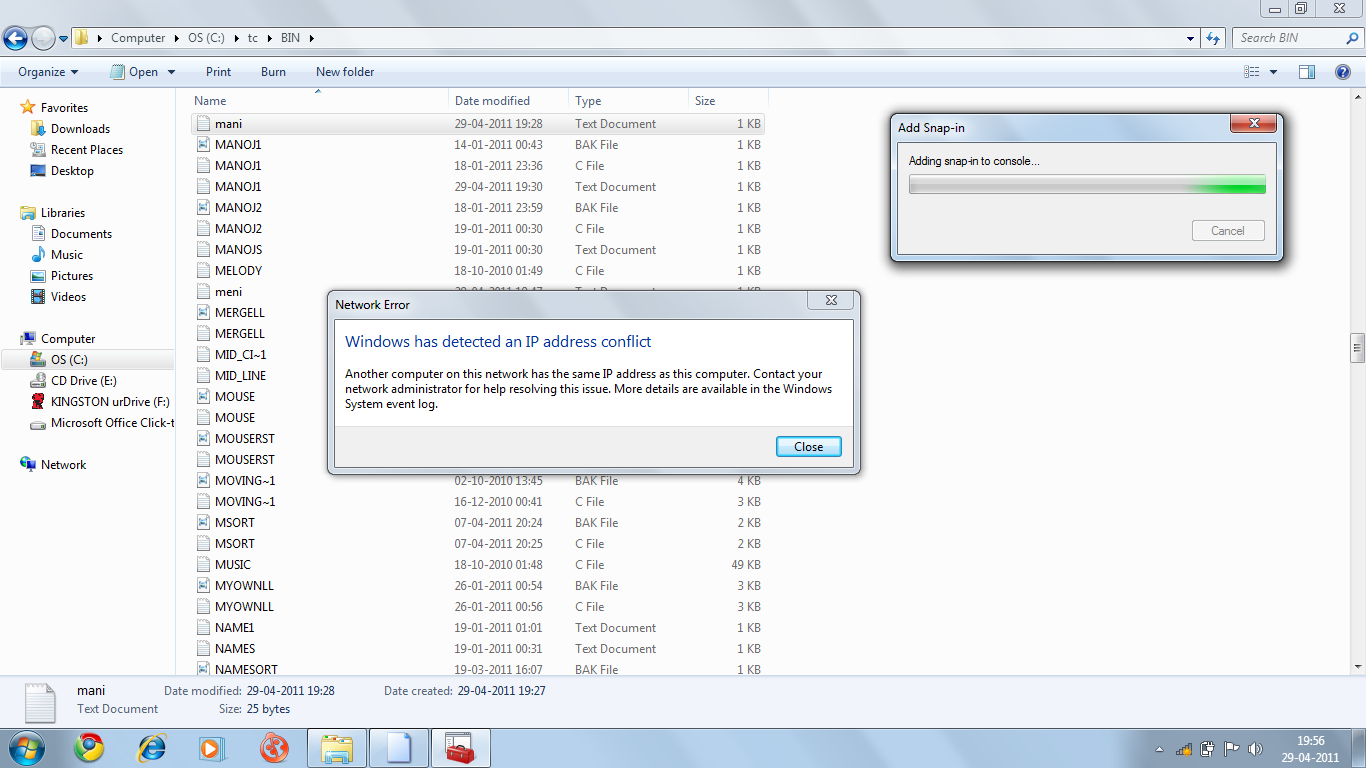 Computer ▸ OS (C:) ▸ tc ▸ BIN ▸ Search BIN
Organize Open Print Burn New folder
Favorites
Downloads
Recent Places
Desktop
Libraries
Documents
Music
Pictures
Videos
Computer
OS (C:)
CD Drive (E:)
KINGSTON urDrive (F:)
Microsoft Office Click-t
Network
Name Date modified Type Size
mani 29-04-2011 19:28 Text Document 1 KB
MANOJ1 14-01-2011 00:43 BAK File 1 KB
MANOJ1 18-01-2011 23:36 C File 1 KB
MANOJ1 29-04-2011 19:30 Text Document 1 KB
MANOJ2 18-01-2011 23:59 BAK File 1 KB
MANOJ2 19-01-2011 00:30 C File 1 KB
MANOJS 19-01-2011 00:30 Text Document 1 KB
MELODY 18-10-2010 01:49 C File 1 KB
meni
MERGELL
MERGELL
MID_CI~1
MID_LINE
MOUSE
MOUSE
MOUSERST
MOUSERST
MOVING~1 02-10-2010 13:45 BAK File 4 KB
MOVING~1 16-12-2010 00:41 C File 3 KB
MSORT 07-04-2011 20:24 BAK File 2 KB
MSORT 07-04-2011 20:25 C File 2 KB
MUSIC 18-10-2010 01:48 C File 49 KB
MYOWNLL 26-01-2011 00:54 BAK File 3 KB
MYOWNLL 26-01-2011 00:56 C File 3 KB
NAME1 19-01-2011 01:01 Text Document 1 KB
NAMES 19-01-2011 00:31 Text Document 1 KB
NAMESORT 19-03-2011 16:07 BAK File 1 KB
Add Snap-in
Adding snap-in to console...
Cancel
Network Error
Windows has detected an IP address conflict
Another computer on this network has the same IP address as this computer. Contact your
network administrator for help resolving this issue. More details are available in the Windows
System event log.
Close
mani Date modified: 29-04-2011 19:28 Date created: 29-04-2011 19:27
Text Document Size: 25 bytes
19:56
29-04-2011